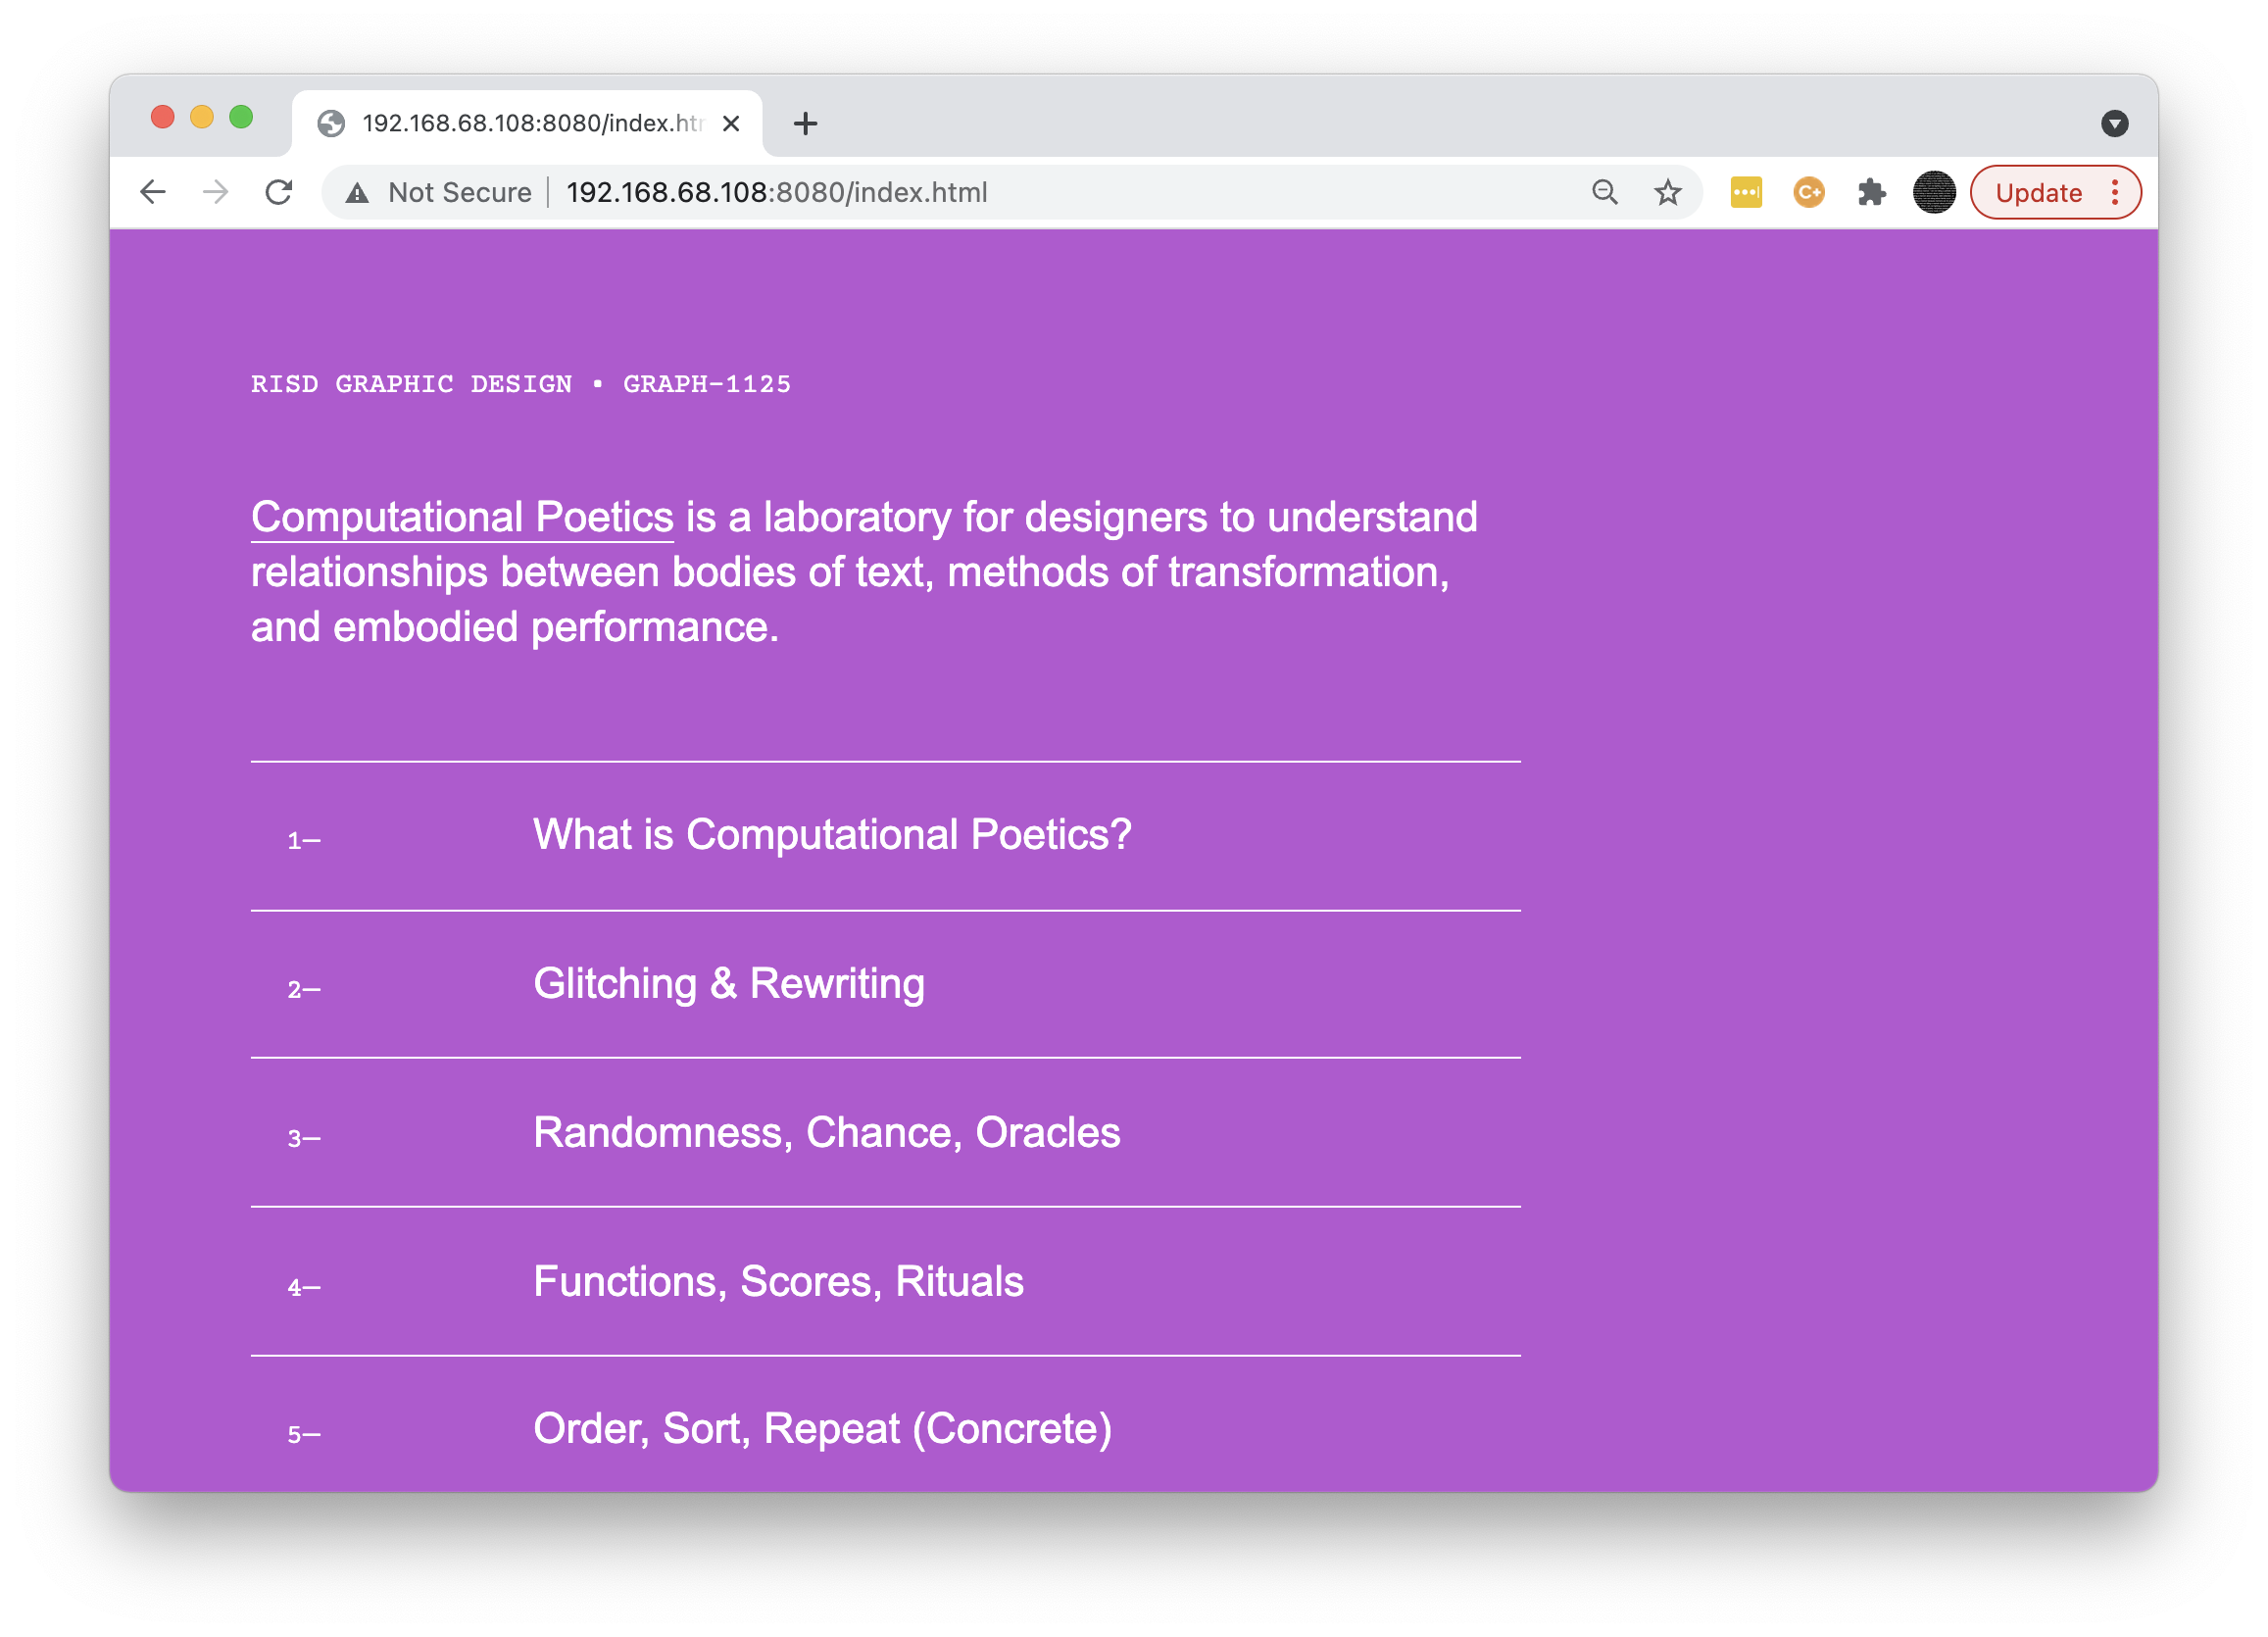 192.168.68.108:8080/index.htm
Not Secure 192.168.68.108:8080/index.html
C+
Update
RISD GRAPHIC DESIGN • GRAPH-1125
Computational Poetics is a laboratory for designers to understand
relationships between bodies of text, methods of transformation,
and embodied performance.
1— What is Computational Poetics?
2— Glitching & Rewriting
3— Randomness, Chance, Oracles
4— Functions, Scores, Rituals
5— Order, Sort, Repeat (Concrete)